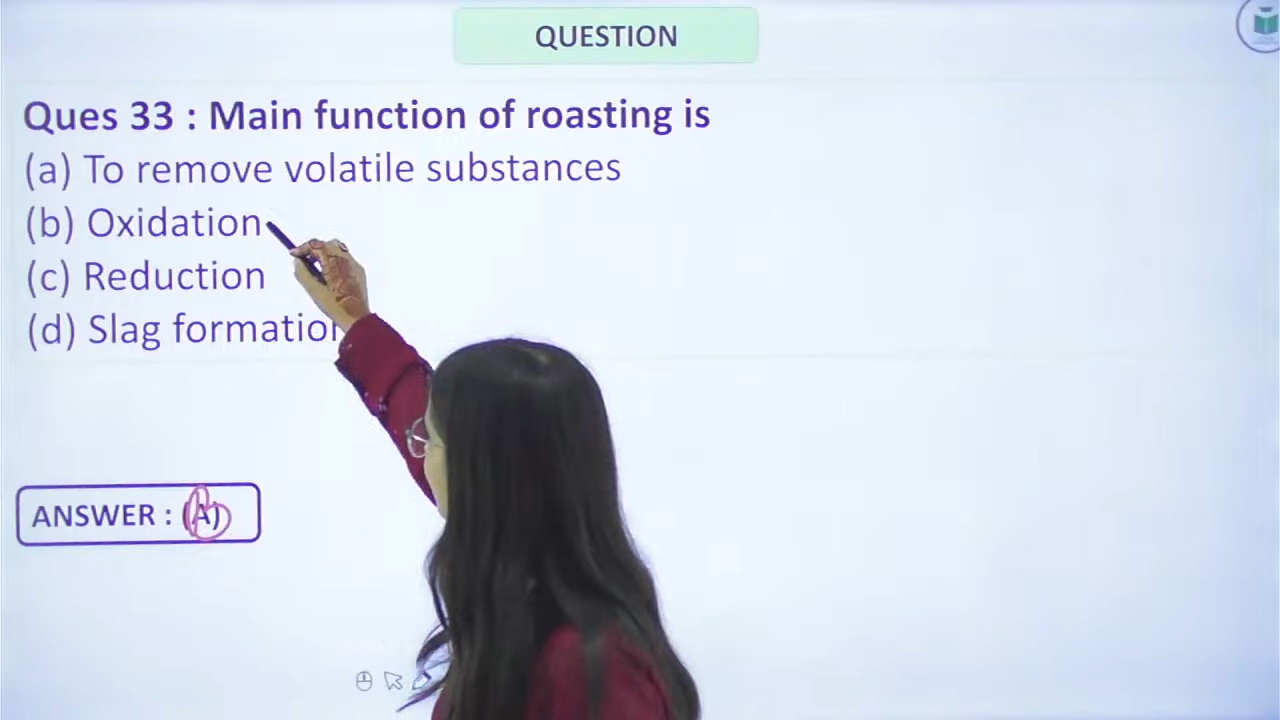 QUESTION
Ques 33 : Main function of roasting is
(a) To remove volatile substances
(b) Oxidation
(c) Reduction
(d) Slag formation
ANSWER : (A)
b